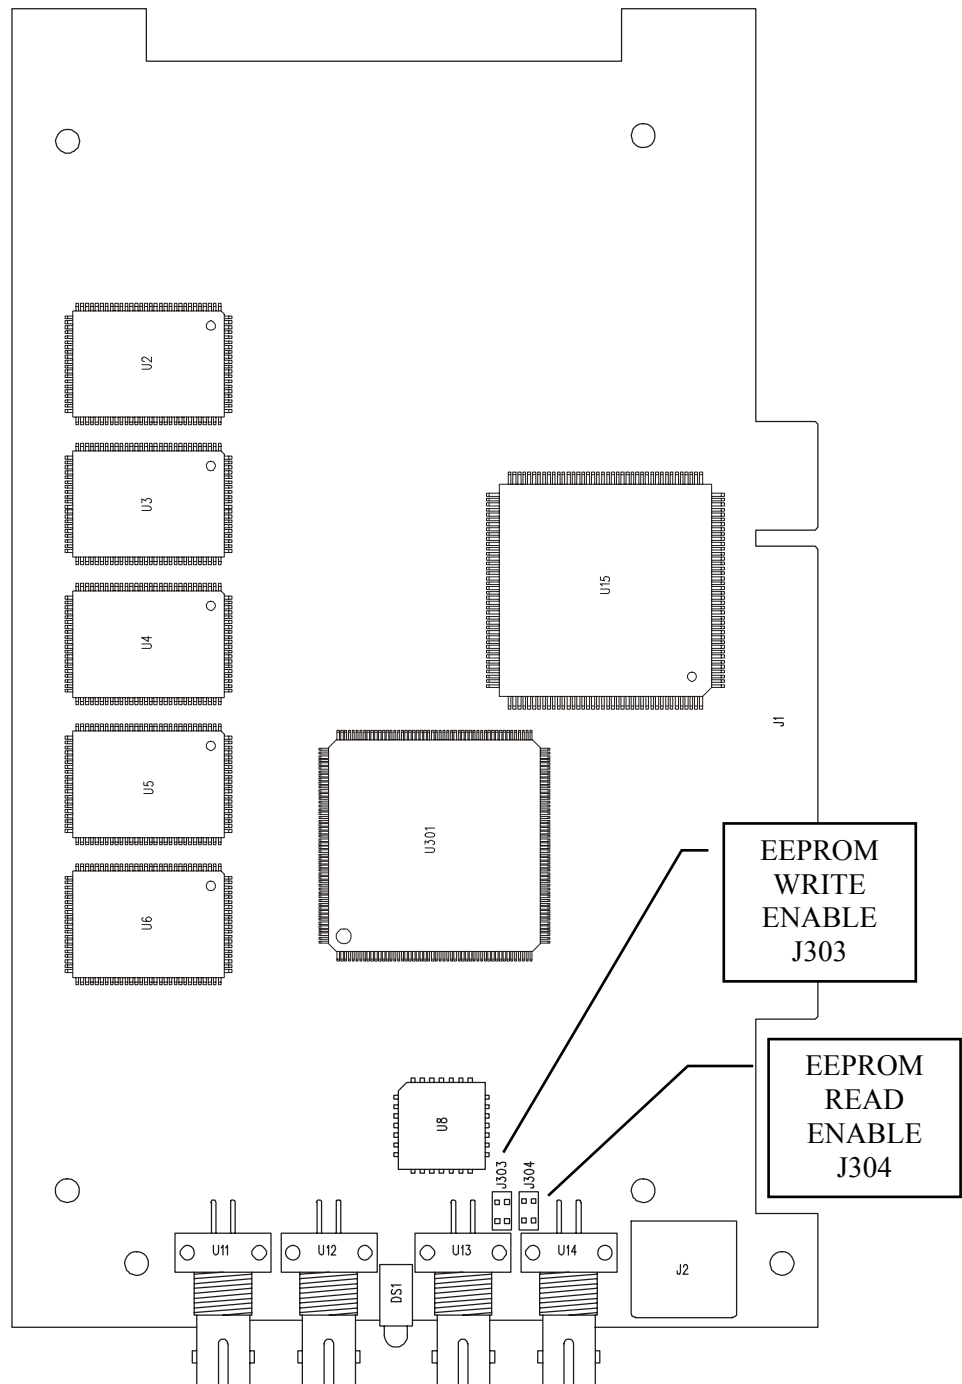 U2
U3
U15
U4
J1
U5
U301
EEPROM
WRITE
ENABLE
J303
U6
EEPROM
READ
ENABLE
J304
U8
J303
J304
U11
U12
U13
U14
J2
DS1